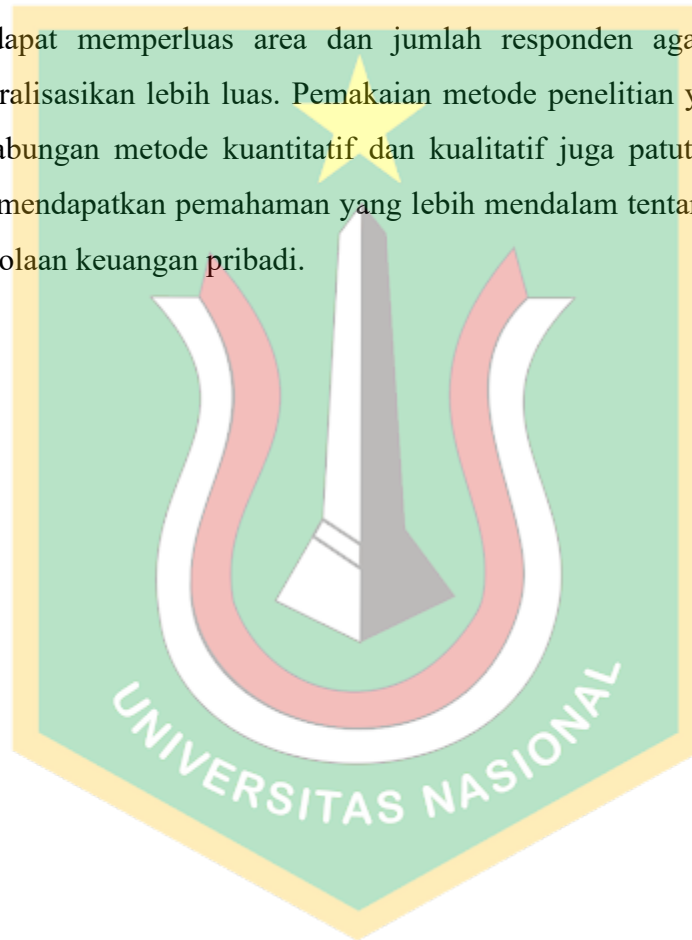 dapat memperluas area dan jumlah responden aga
ralisasikan lebih luas. Pemakaian metode penelitian y
abungan metode kuantitatif dan kualitatif juga patut
mendapatkan pemahaman yang lebih mendalam tentar
olaan keuangan pribadi.
UNIVERSITAS NASIONAL